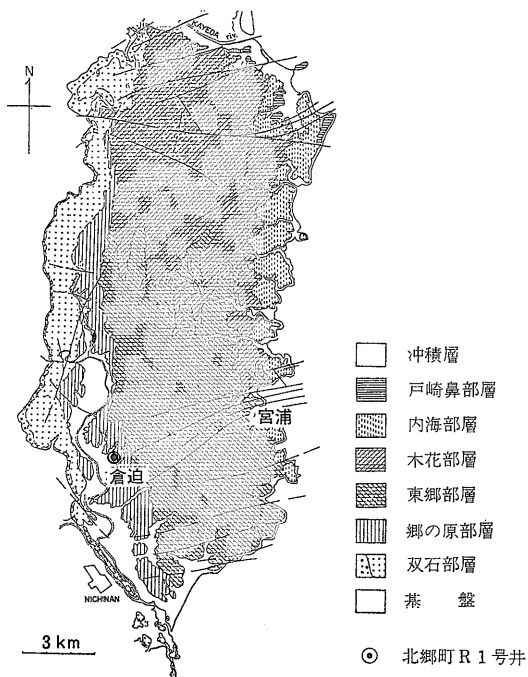 KAYEDA riv.
N
宮浦
倉迫
NICHINAN
3 km
冲積層
戸崎鼻部層
内海部層
木花部層
東郷部層
郷の原部層
双石部層
基 盤
北郷町R1号井